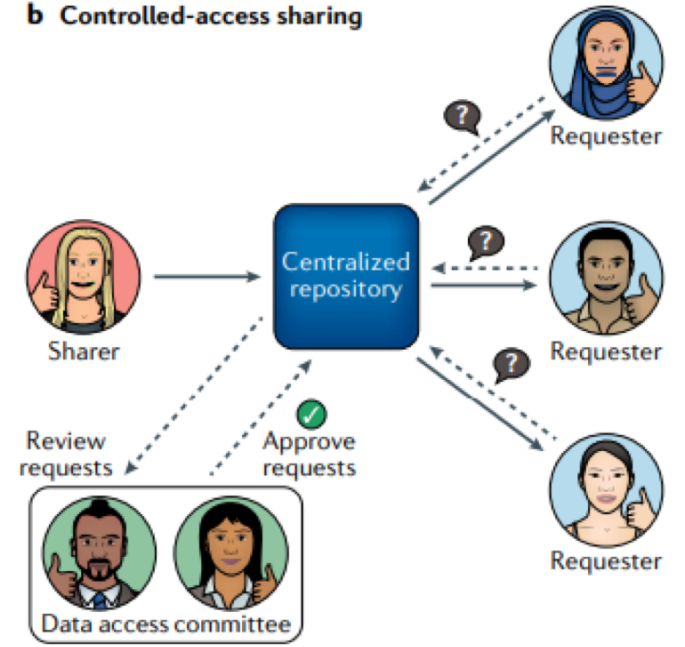 b Controlled-access sharing
?
Requester
Centralized
repository
?
Sharer
Requester
?
Review
requests
✓
Approve
requests
Requester
Data access committee